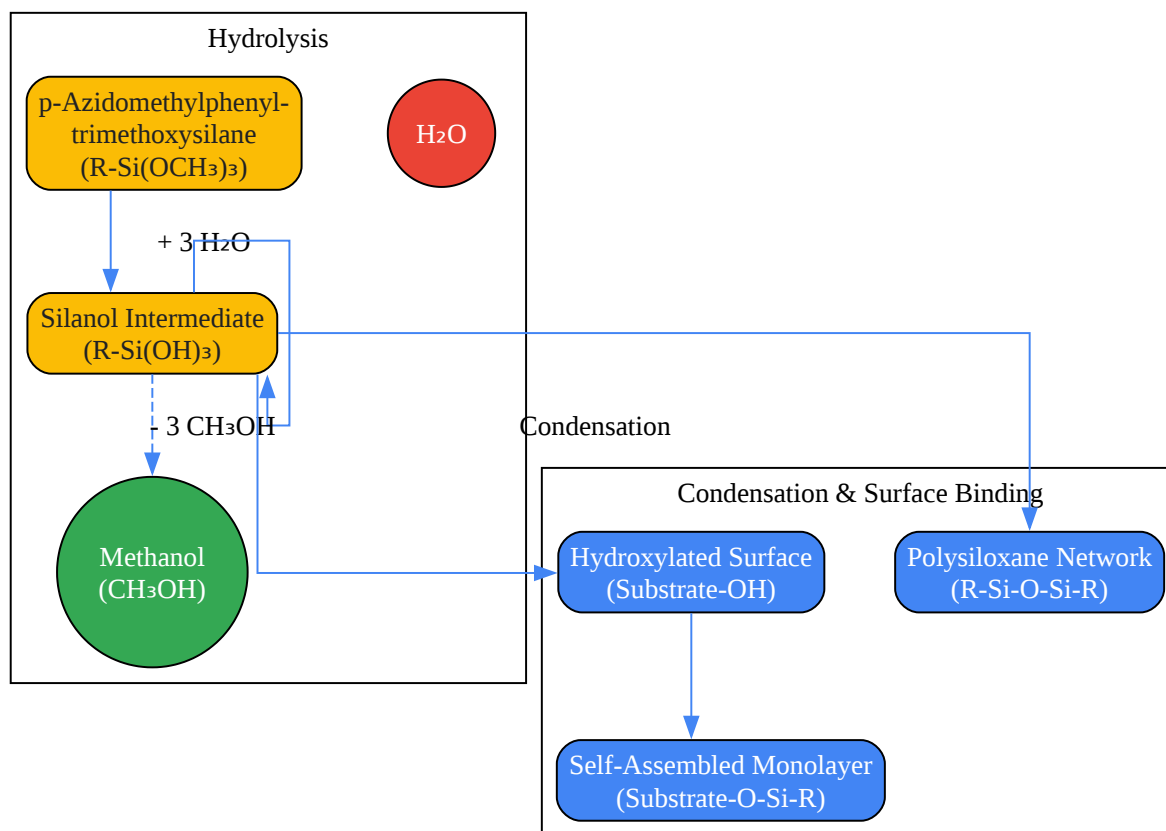 Hydrolysis
p-Azidomethylphenyl-
trimethoxysilane
(R-Si(OCH₃)₃)
H₂O
+ 3 H₂O
Silanol Intermediate
(R-Si(OH)₃)
- 3 CH₃OH
Condensation
Methanol
(CH₃OH)
Condensation & Surface Binding
Hydroxylated Surface
(Substrate-OH)
Polysiloxane Network
(R-Si-O-Si-R)
Self-Assembled Monolayer
(Substrate-O-Si-R)